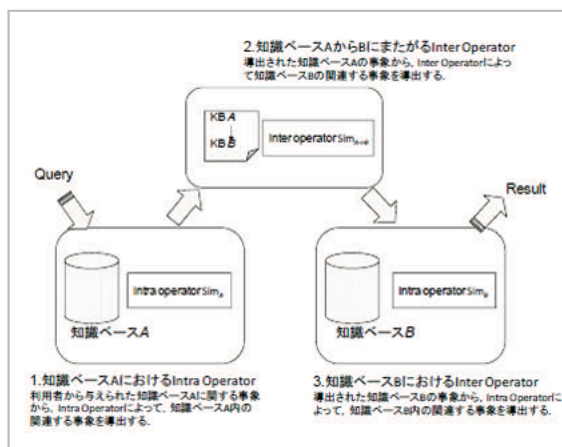 2.知識ベースAからBにまたがるInter Operator
導出された知識ベースAの事象から, Inter Operatorによっ
て知識ベースBの関連する事象を導出する.
KB A
KB B
Inter operator Sim A→B
Query
Result
Intra operator Sim A
知識ベースA
Intra operator Sim B
知識ベースB
1.知識ベースAにおけるIntra Operator
利用者から与えられた知識ベースAに関する事象
から, Intra Operatorによって, 知識ベースA内の
関連する事象を導出する.
3.知識ベースBにおけるInter Operator
導出された知識ベースBの事象から, Intra Operatorに
よって, 知識ベースB内の関連する事象を導出する.